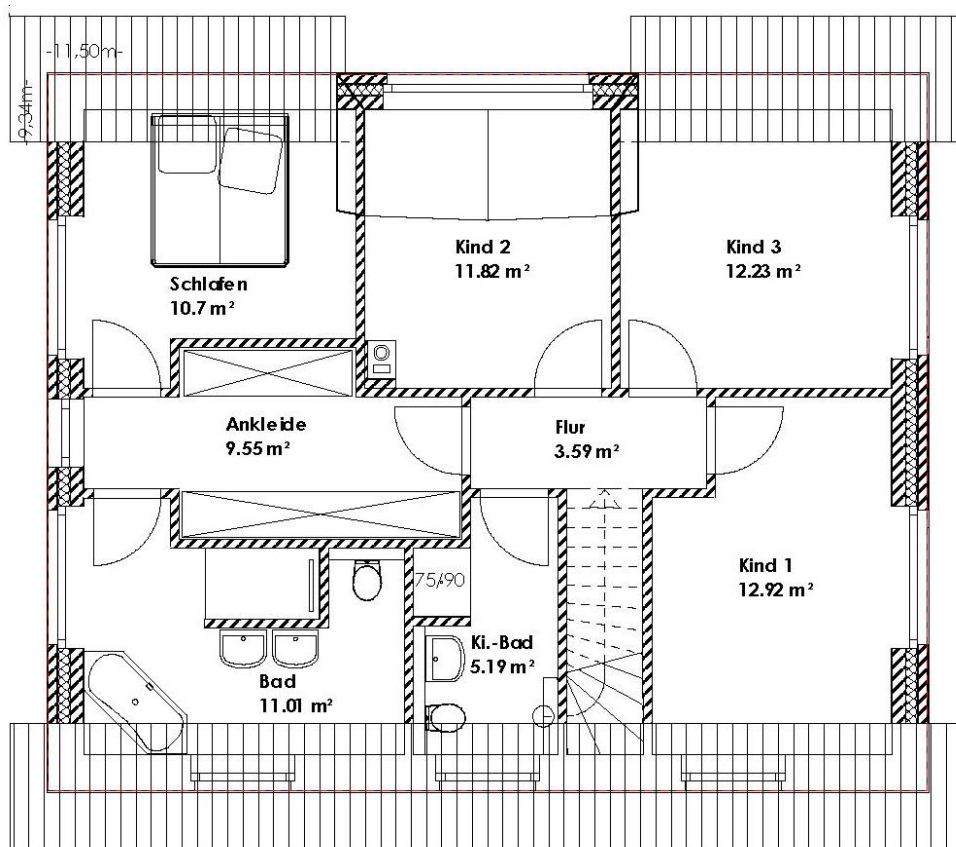 -11,50m-
-9,34m-
Kind 2
11.82 m²
Kind 3
12.23 m²
Schlafen
10.7 m²
Ankleide
9.55 m²
Flur
3.59 m²
Kind 1
12.92 m²
75/90
Ki.-Bad
5.19 m²
Bad
11.01 m²